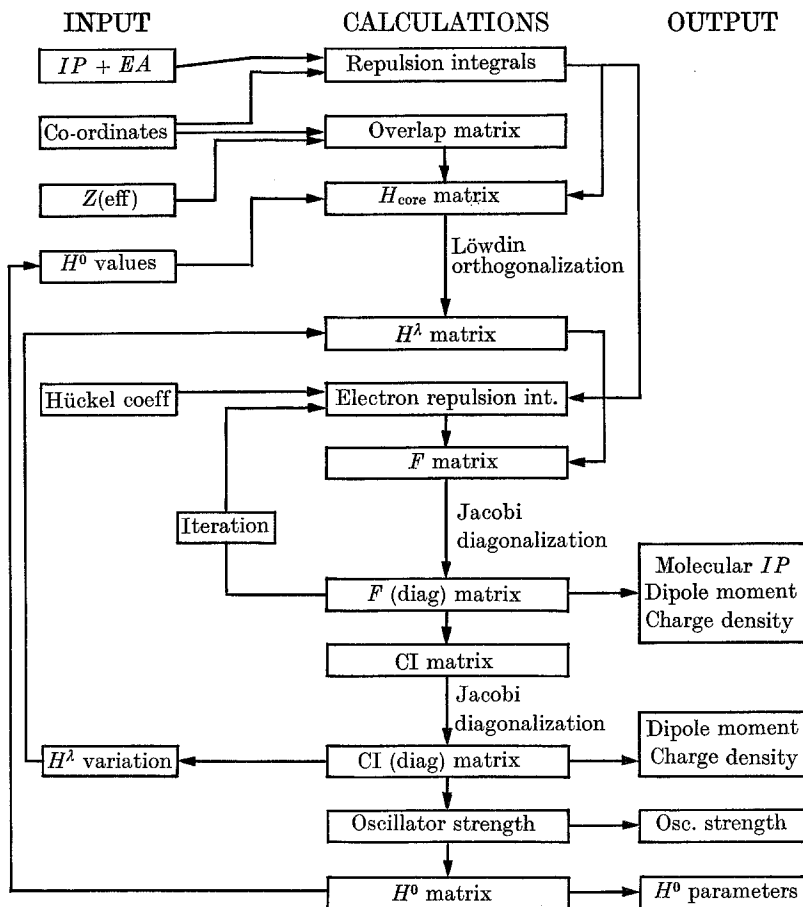 INPUT CALCULATIONS OUTPUT
IP + EA
Repulsion integrals
Co-ordinates
Overlap matrix
Z(eff)
H_core matrix
H⁰ values
Löwdin
orthogonalization
H^λ matrix
Hückel coeff
Electron repulsion int.
F matrix
Iteration
Jacobi
diagonalization
F (diag) matrix
Molecular IP
Dipole moment
Charge density
CI matrix
Jacobi
diagonalization
H^λ variation
CI (diag) matrix
Dipole moment
Charge density
Oscillator strength
Osc. strength
H⁰ matrix
H⁰ parameters